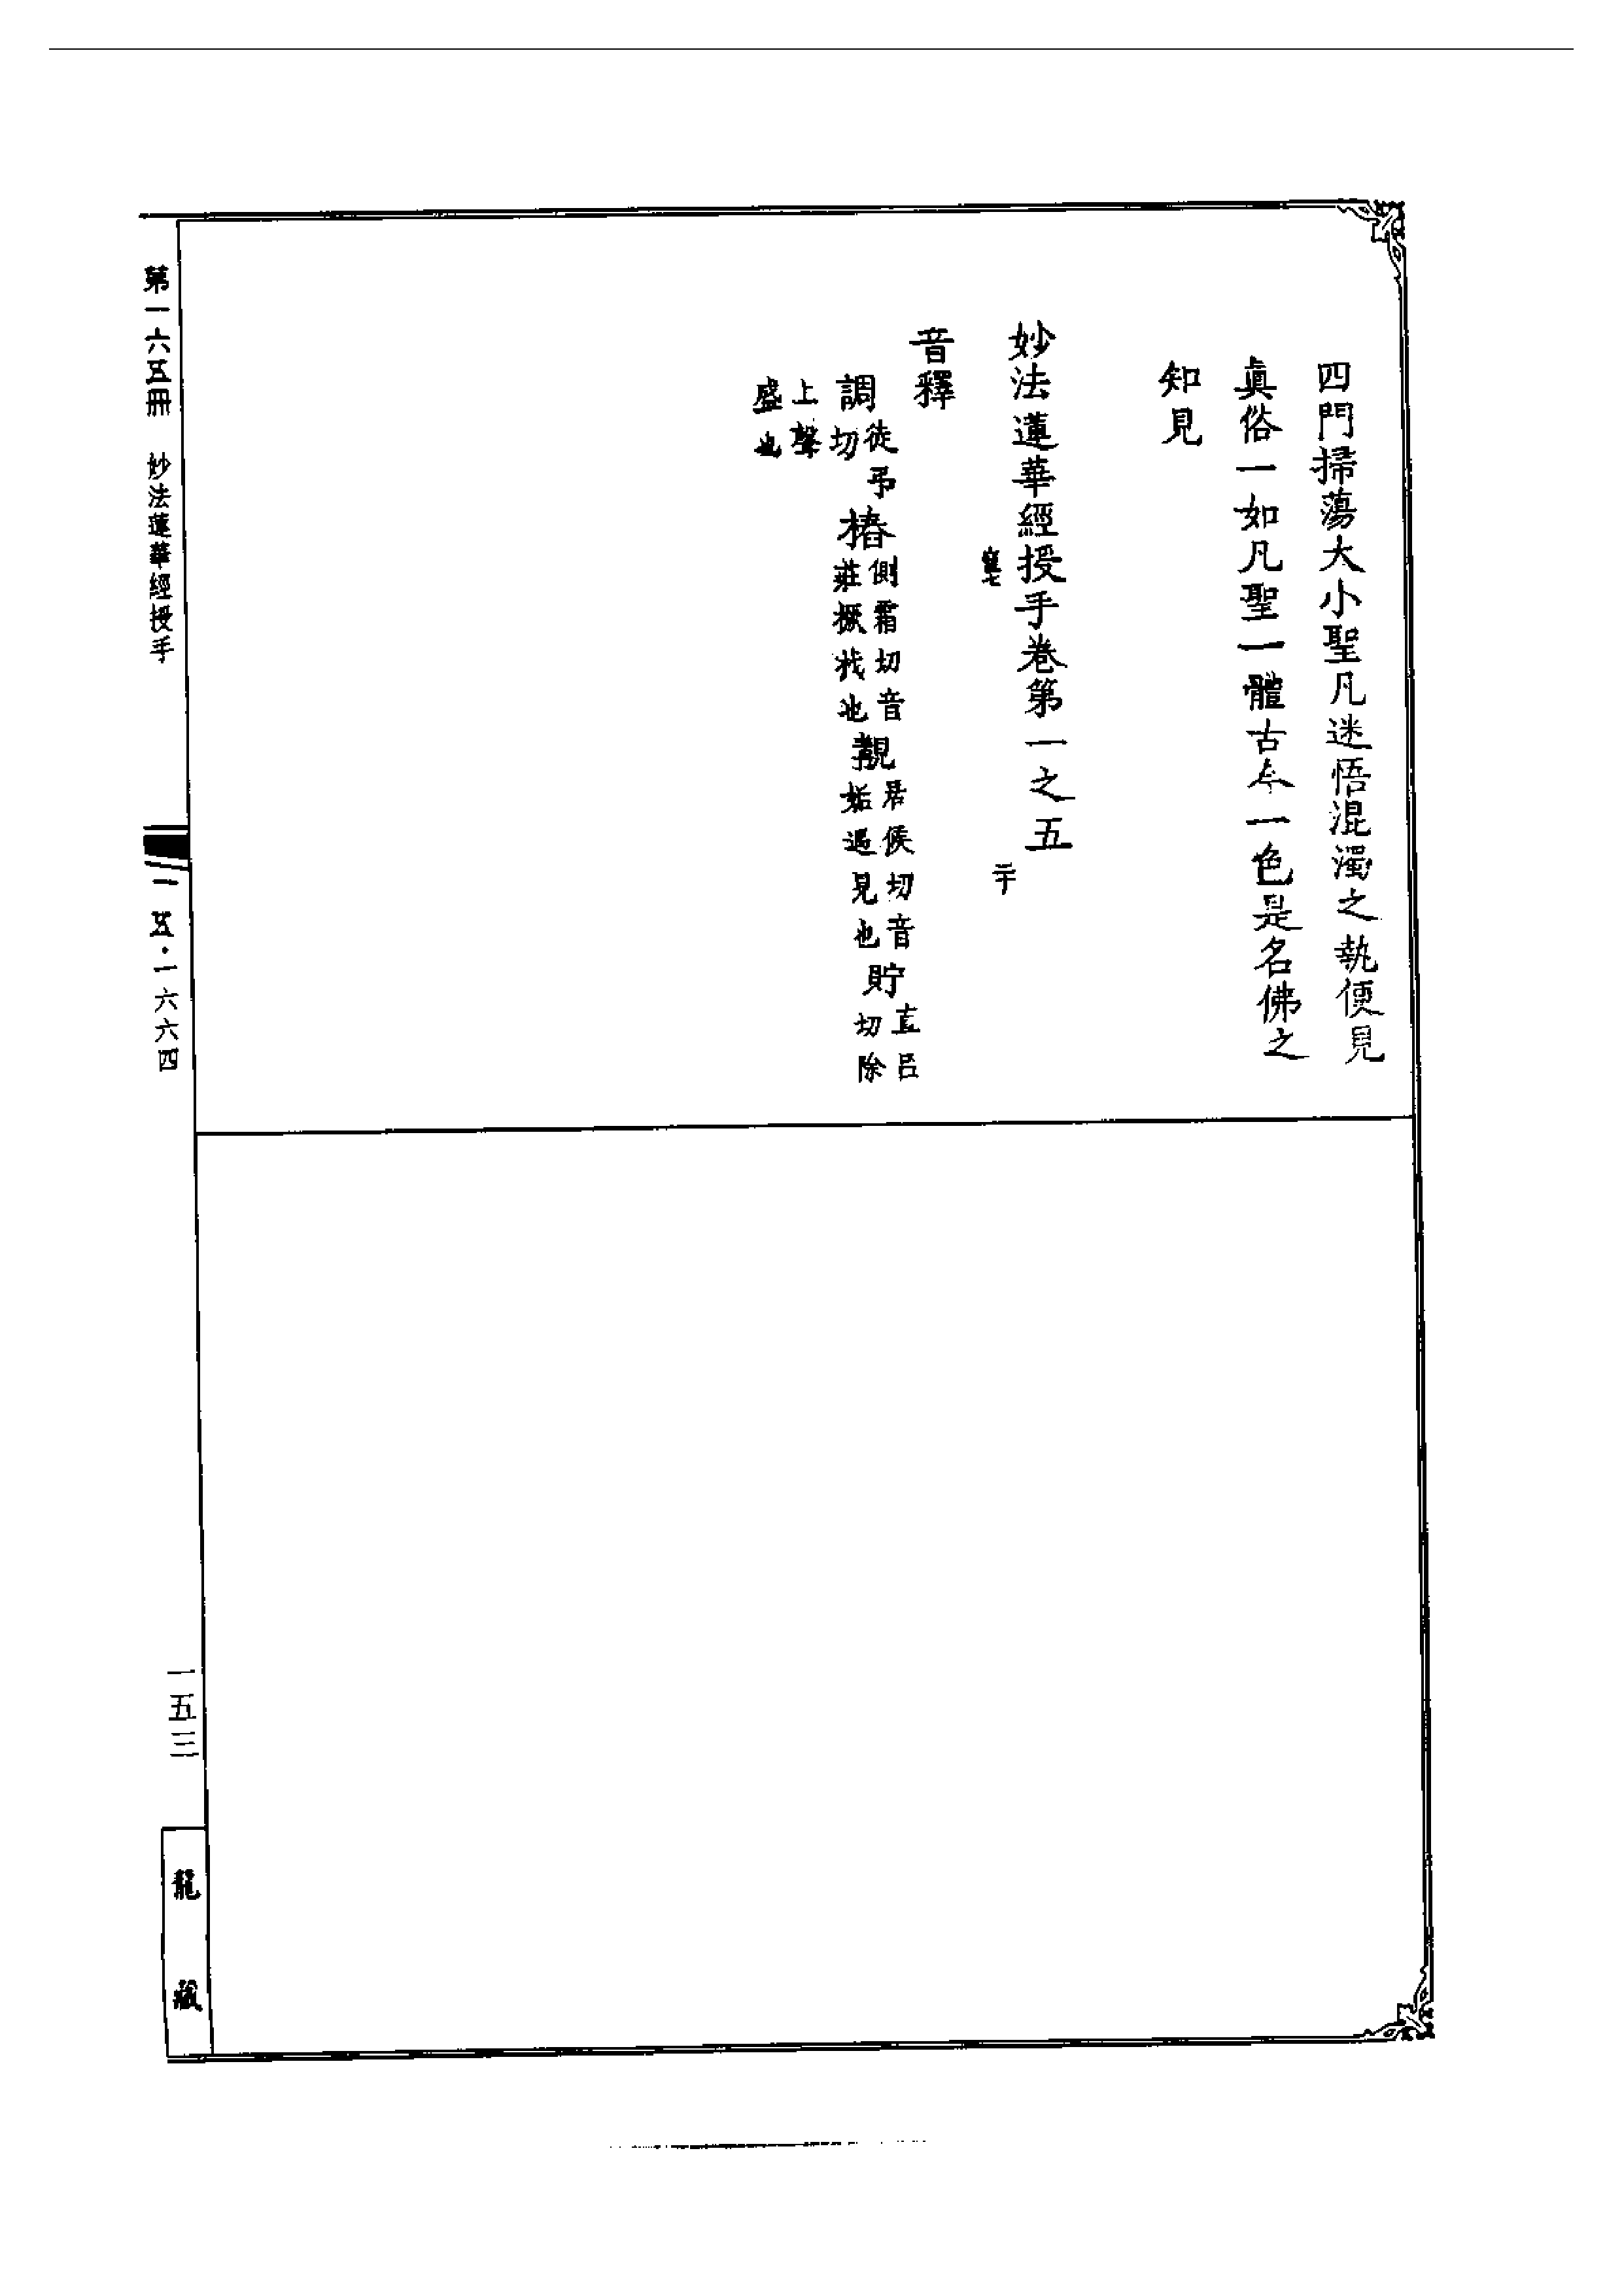 四門掃蕩大小聖凡迷悟混濁之執便見
眞俗一如凡聖一體古今一色是名佛之
知見
妙法蓮華經授手卷第一之五
二十
音釋
調徒弔切樁側霜切音莊橛杙也覯居候切音姤遇見也貯直呂切除
上聲盛也
第一六五冊 妙法蓮華經授手
一五·一六六四
一五三
龍藏